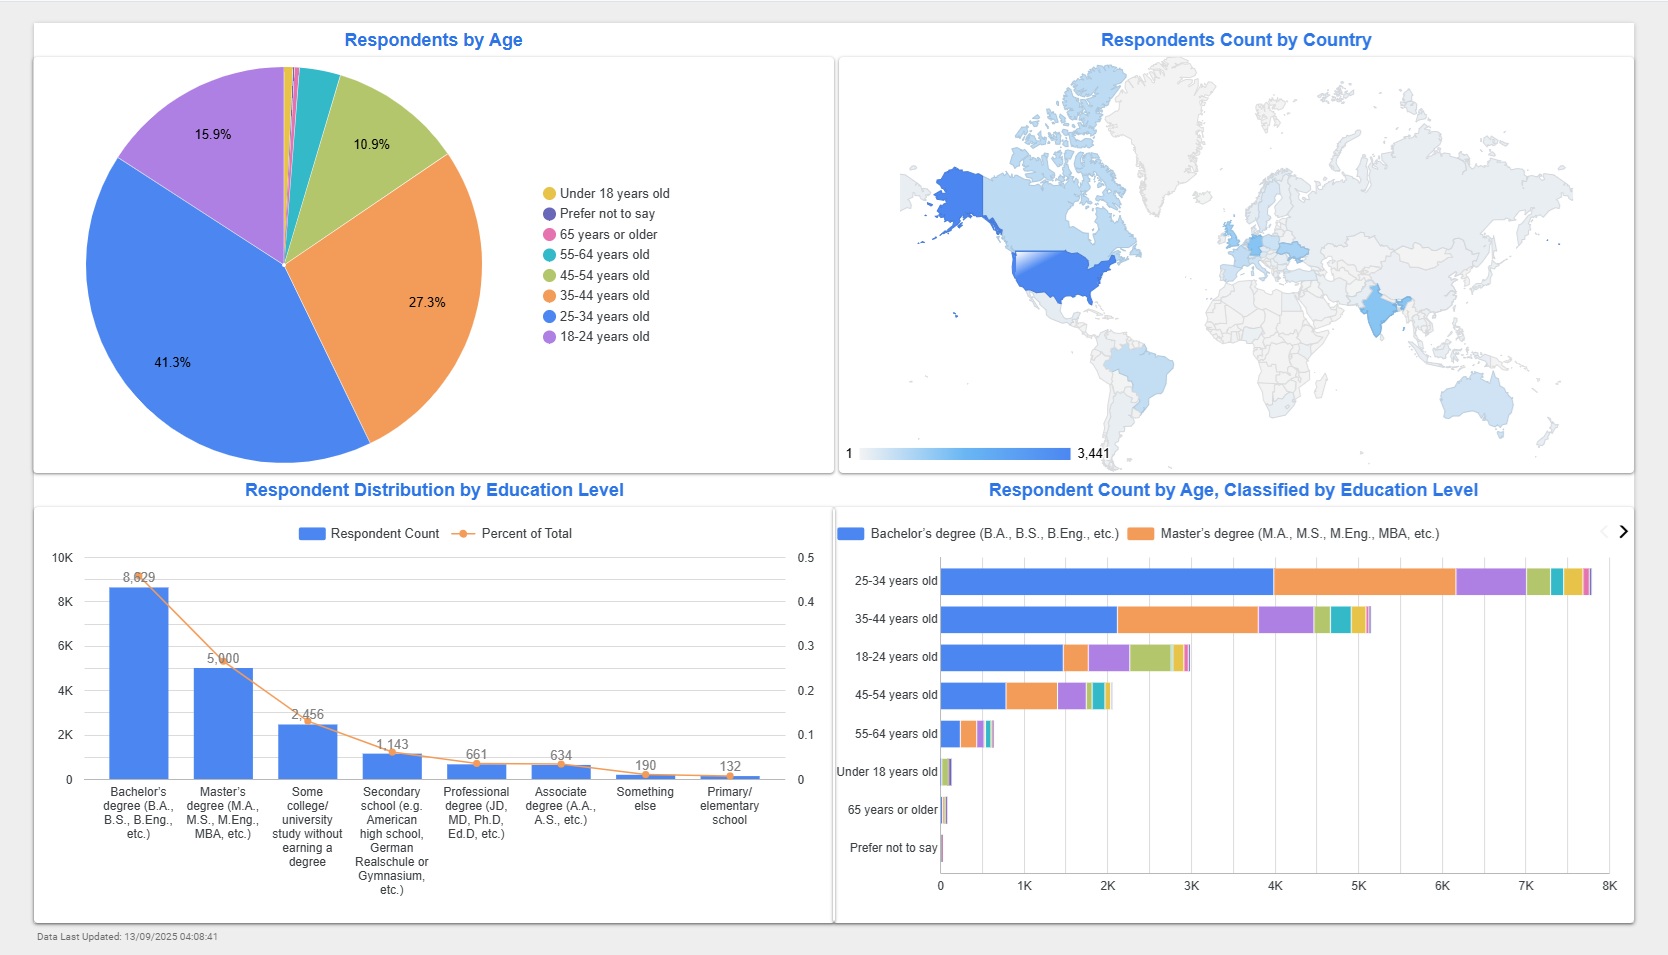 Respondents by Age
15.9%
10.9%
27.3%
41.3%
Under 18 years old
Prefer not to say
65 years or older
55-64 years old
45-54 years old
35-44 years old
25-34 years old
18-24 years old
Respondents Count by Country
1
3,441
Respondent Distribution by Education Level
Respondent Count
Percent of Total
10K
8K
6K
4K
2K
0
0.5
0.4
0.3
0.2
0.1
0
8,629
5,000
2,456
1,143
661
634
190
132
Bachelor’s
degree (B.A.,
B.S., B.Eng.,
etc.)
Master’s
degree (M.A.,
M.S., M.Eng.,
MBA, etc.)
Some
college/
university
study without
earning a
degree
Secondary
school (e.g.
American
high school,
German
Realschule or
Gymnasium,
etc.)
Professional
degree (JD,
MD, Ph.D,
Ed.D, etc.)
Associate
degree (A.A.,
A.S., etc.)
Something
else
Primary/
elementary
school
Respondent Count by Age, Classified by Education Level
Bachelor’s degree (B.A., B.S., B.Eng., etc.)
Master’s degree (M.A., M.S., M.Eng., MBA, etc.)
25-34 years old
35-44 years old
18-24 years old
45-54 years old
55-64 years old
Under 18 years old
65 years or older
Prefer not to say
0
1K
2K
3K
4K
5K
6K
7K
8K
Data Last Updated: 13/09/2025 04:08:41